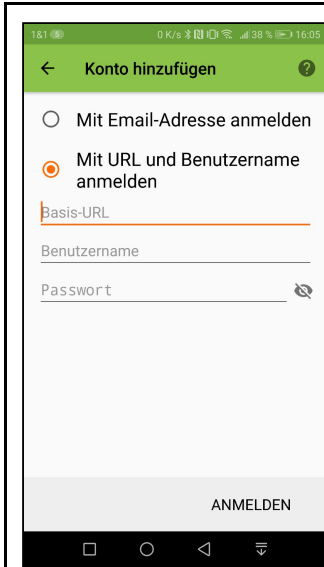 1&1 5 0 K/s 38 % 16:05
Konto hinzufügen ?
Mit Email-Adresse anmelden
Mit URL und Benutzername
anmelden
Basis-URL
Benutzername
Passwort
ANMELDEN